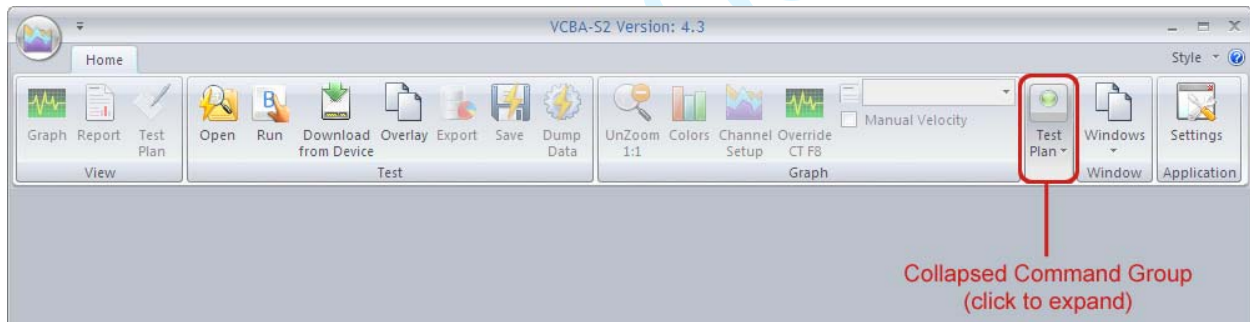 VCBA-S2 Version: 4.3
Home
Style
Graph Report Test Plan
Open Run Download from Device Overlay Export Save Dump Data
UnZoom 1:1 Colors Channel Setup Override CT F8
Manual Velocity
Test Plan
Windows
Settings
View
Test
Graph
Window
Application
Collapsed Command Group
(click to expand)